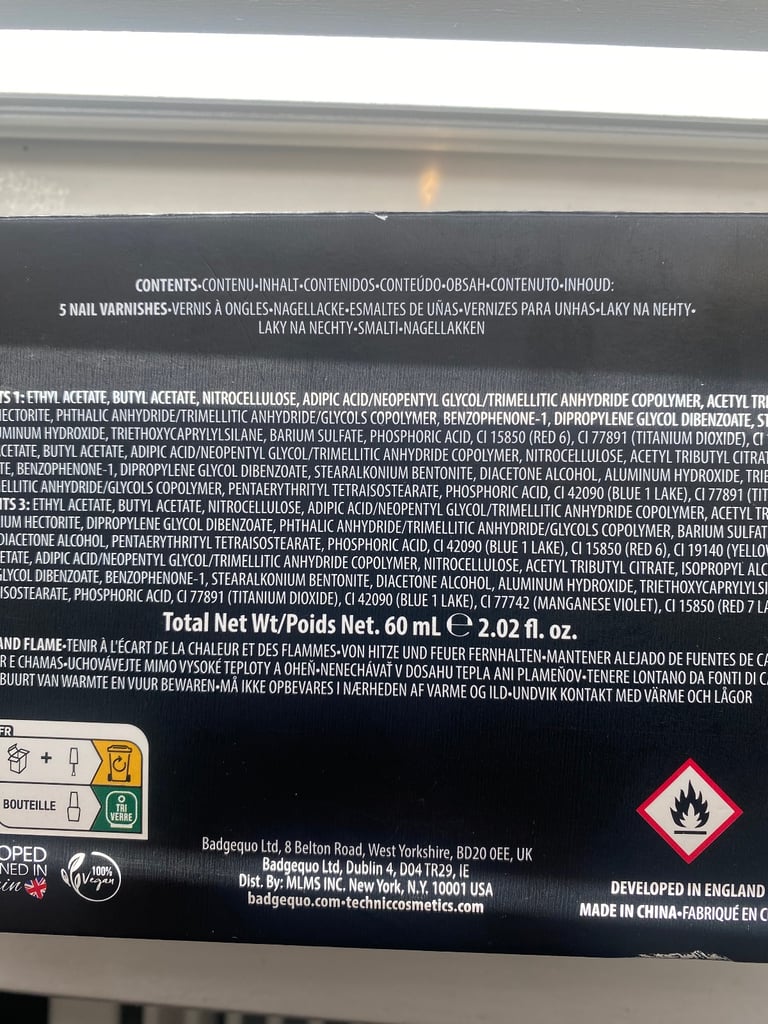 CONTENTS•CONTENU•INHALT•CONTENIDOS•CONTEÚDO•OBSAH•CONTENUTO•INHOUD:
5 NAIL VARNISHES•VERNIS À ONGLES•NAGELLACKE•ESMALTES DE UÑAS•VERNIZES PARA UNHAS•LAKY NA NEHTY•
LAKY NA NECHTY•SMALTI•NAGELLAKKEN
TS 1: ETHYL ACETATE, BUTYL ACETATE, NITROCELLULOSE, ADIPIC ACID/NEOPENTYL GLYCOL/TRIMELLITIC ANHYDRIDE COPOLYMER, ACETYL TRI
HECTORITE, PHTHALIC ANHYDRIDE/TRIMELLITIC ANHYDRIDE/GLYCOLS COPOLYMER, BENZOPHENONE-1, DIPROPYLENE GLYCOL DIBENZOATE, ST
UMINUM HYDROXIDE, TRIETHOXYCAPRYLYLSILANE, BARIUM SULFATE, PHOSPHORIC ACID, CI 15850 (RED 6), CI 77891 (TITANIUM DIOXIDE), CI
CETATE, BUTYL ACETATE, ADIPIC ACID/NEOPENTYL GLYCOL/TRIMELLITIC ANHYDRIDE COPOLYMER, NITROCELLULOSE, ACETYL TRIBUTYL CITRAT
TE, BENZOPHENONE-1, DIPROPYLENE GLYCOL DIBENZOATE, STEARALKONIUM BENTONITE, DIACETONE ALCOHOL, ALUMINUM HYDROXIDE, TRIE
ELLITIC ANHYDRIDE/GLYCOLS COPOLYMER, PENTAERYTHRITYL TETRAISOSTEARATE, PHOSPHORIC ACID, CI 42090 (BLUE 1 LAKE), CI 77891 (TIT
TS 3: ETHYL ACETATE, BUTYL ACETATE, NITROCELLULOSE, ADIPIC ACID/NEOPENTYL GLYCOL/TRIMELLITIC ANHYDRIDE COPOLYMER, ACETYL TR
IUM HECTORITE, DIPROPYLENE GLYCOL DIBENZOATE, PHTHALIC ANHYDRIDE/TRIMELLITIC ANHYDRIDE/GLYCOLS COPOLYMER, BARIUM SULFAT
DIACETONE ALCOHOL, PENTAERYTHRITYL TETRAISOSTEARATE, PHOSPHORIC ACID, CI 42090 (BLUE 1 LAKE), CI 15850 (RED 6), CI 19140 (YELLOW
ETATE, ADIPIC ACID/NEOPENTYL GLYCOL/TRIMELLITIC ANHYDRIDE COPOLYMER, NITROCELLULOSE, ACETYL TRIBUTYL CITRATE, ISOPROPYL ALC
GLYCOL DIBENZOATE, BENZOPHENONE-1, STEARALKONIUM BENTONITE, DIACETONE ALCOHOL, ALUMINUM HYDROXIDE, TRIETHOXYCAPRYLYLSI
ISOSTEARATE, PHOSPHORIC ACID, CI 77891 (TITANIUM DIOXIDE), CI 42090 (BLUE 1 LAKE), CI 77742 (MANGANESE VIOLET), CI 15850 (RED 7 LA
Total Net Wt/Poids Net. 60 mL ℮ 2.02 fl. oz.
AND FLAME•TENIR À L'ÉCART DE LA CHALEUR ET DES FLAMMES•VON HITZE UND FEUER FERNHALTEN•MANTENER ALEJADO DE FUENTES DE CA
R E CHAMAS•UCHOVÁVEJTE MIMO VYSOKÉ TEPLOTY A OHEŇ•NENECHÁVAŤ V DOSAHU TEPLA ANI PLAMEŇOV•TENERE LONTANO DA FONTI DI CA
BUURT VAN WARMTE EN VUUR BEWAREN•MÅ IKKE OPBEVARES I NÆRHEDEN AF VARME OG ILD•UNDVIK KONTAKT MED VÄRME OCH LÅGOR
FR
+
BOUTEILLE
TRI
VERRE
OPED
NED IN
in
100%
Vegan
Badgequo Ltd, 8 Belton Road, West Yorkshire, BD20 0EE, UK
Badgequo Ltd, Dublin 4, D04 TR29, IE
Dist. By: MLMS INC. New York, N.Y. 10001 USA
badgequo.com•techniccosmetics.com
DEVELOPED IN ENGLAND
MADE IN CHINA•FABRIQUÉ EN C